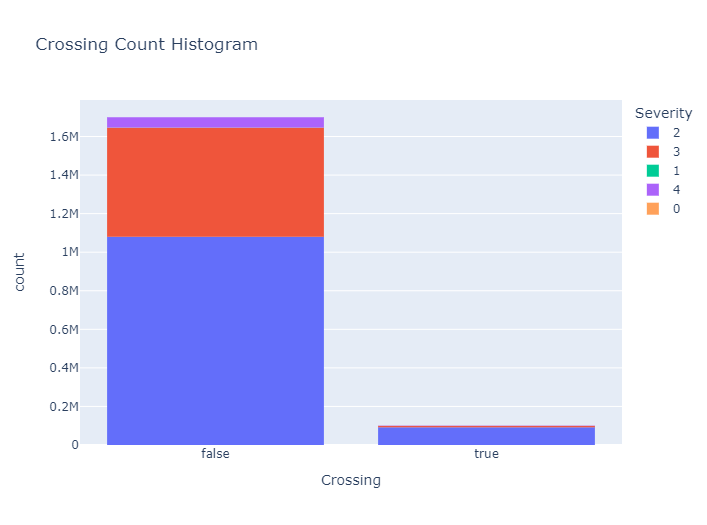 Crossing Count Histogram
Severity
2
3
1
4
0
1.6M
1.4M
1.2M
1M
0.8M
0.6M
0.4M
0.2M
0
count
false
true
Crossing